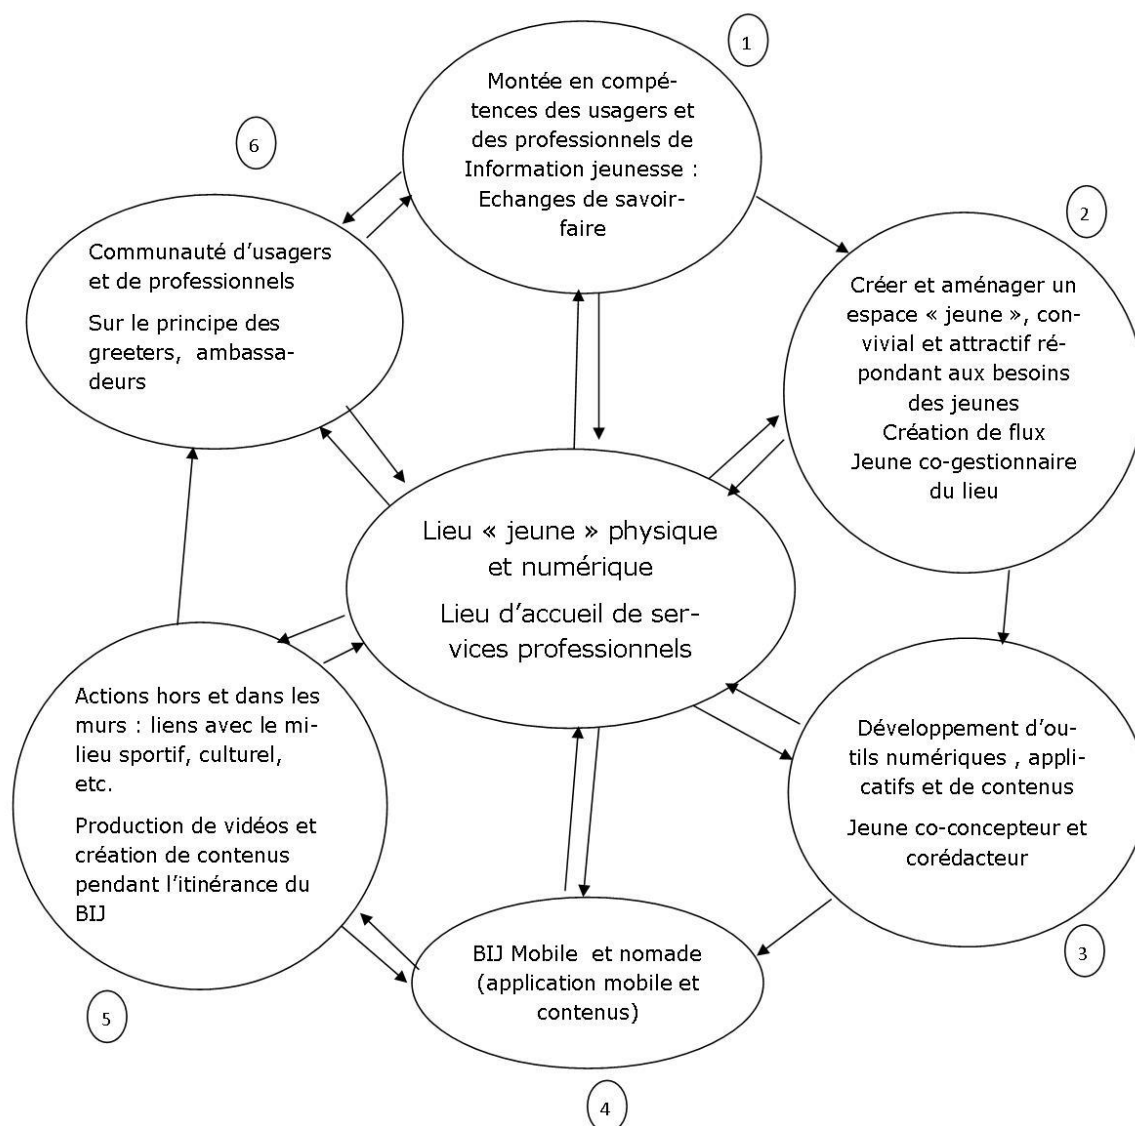 1
Montée en compé-
tences des usagers et
des professionnels de
Information jeunesse :
Echanges de savoir-
faire
2
Créer et aménager un
espace « jeune », con-
vivial et attractif ré-
pondant aux besoins
des jeunes
Création de flux
Jeune co-gestionnaire
du lieu
6
Communauté d'usagers
et de professionnels
Sur le principe des
greeters, ambassa-
deurs
Lieu « jeune » physique
et numérique
Lieu d'accueil de ser-
vices professionnels
Développement d'ou-
tils numériques , appli-
catifs et de contenus
Jeune co-concepteur et
corédacteur
3
BIJ Mobile et nomade
(application mobile et
contenus)
4
Actions hors et dans les
murs : liens avec le mi-
lieu sportif, culturel,
etc.
Production de vidéos et
création de contenus
pendant l'itinérance du
BIJ
5